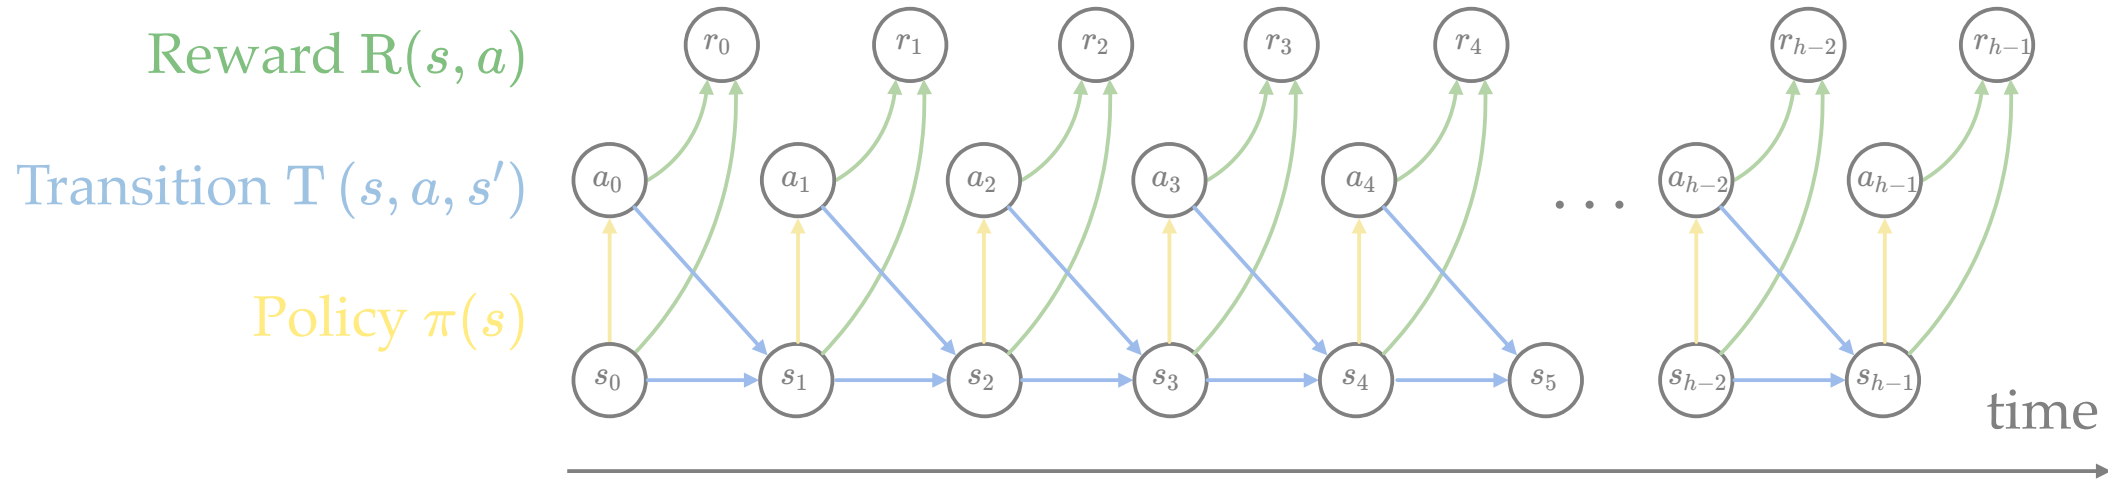 Reward R(s, a) r₀ r₁ r₂ r₃ r₄ rₕ₋₂ rₕ₋₁
Transition T (s, a, s′) a₀ a₁ a₂ a₃ a₄ . . . aₕ₋₂ aₕ₋₁
Policy π(s)
s₀ s₁ s₂ s₃ s₄ s₅ sₕ₋₂ sₕ₋₁
time